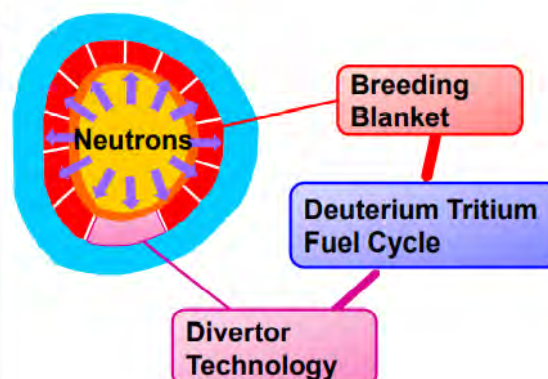 Neutrons
Breeding
Blanket
Deuterium Tritium
Fuel Cycle
Divertor
Technology